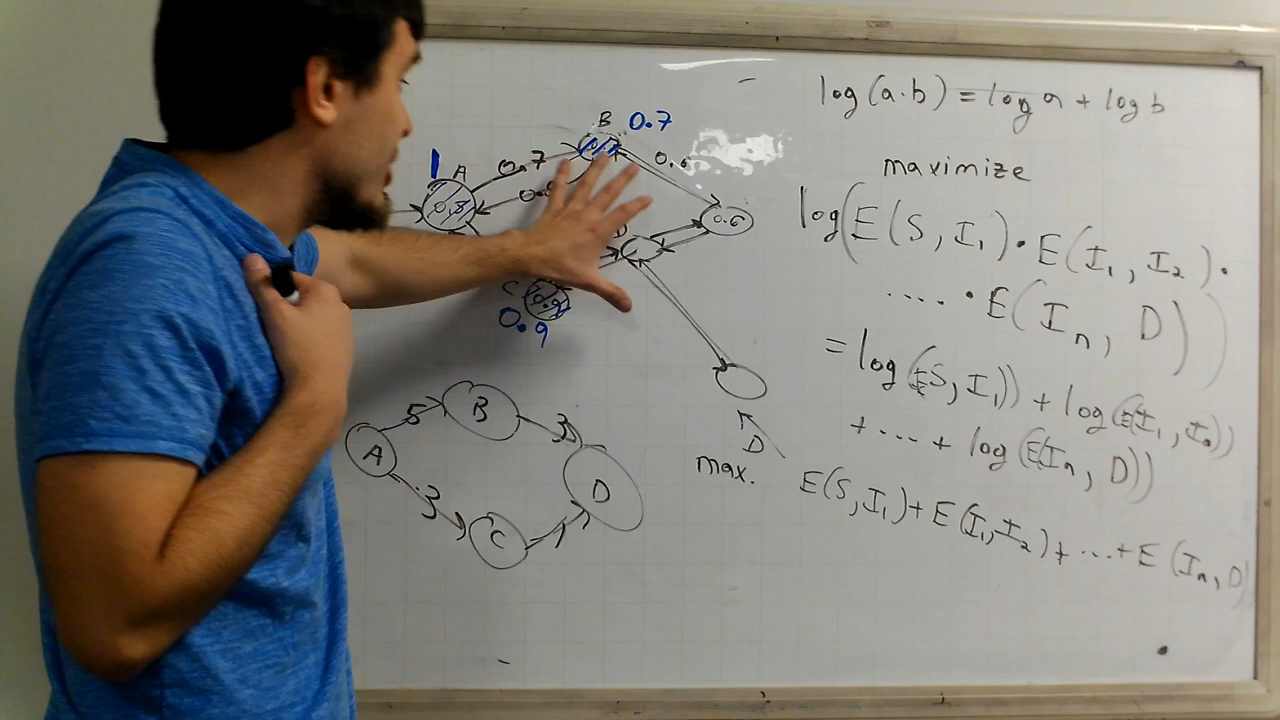 log(a·b) = log a + log b
maximize
log(E(S,I₁)·E(I₁,I₂)·
....·E(Iₙ,D))
=log(E(S,I₁))+log(E(I₁,I₂))
+...+log(E(Iₙ,D))
E(S,I₁)+E(I₁,I₂)+...+E(Iₙ,D)
max.
D
B 0.7
1 A 0.7
0.8
0.6
C
0.9
A 5 B 3
D
3 C 1